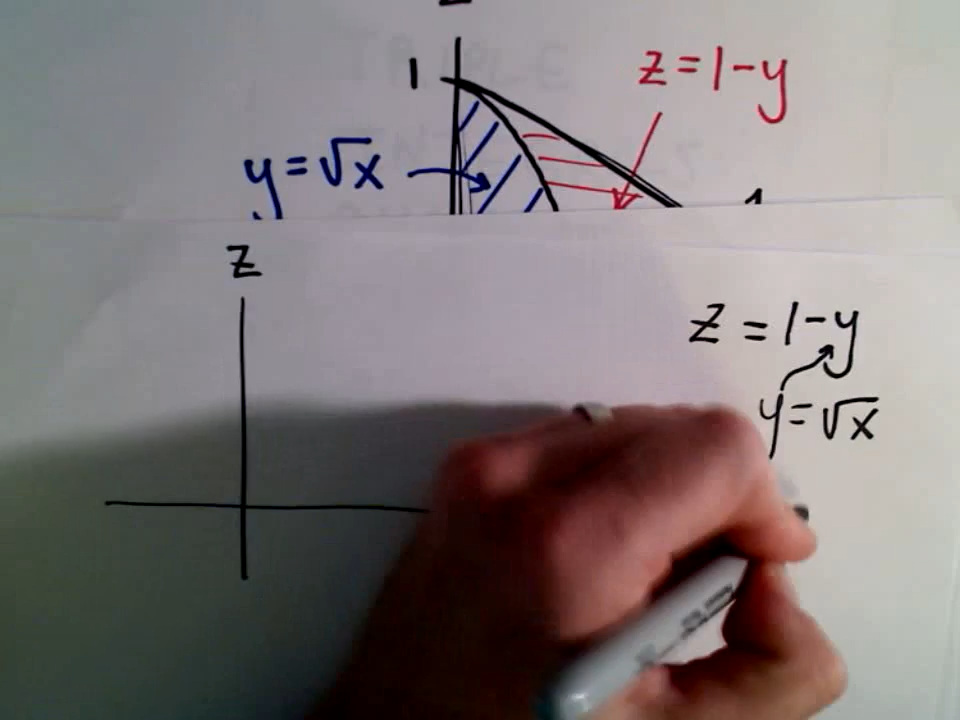 1
z = 1 - y
y = √x
1
z
z = 1 - y
y = √x